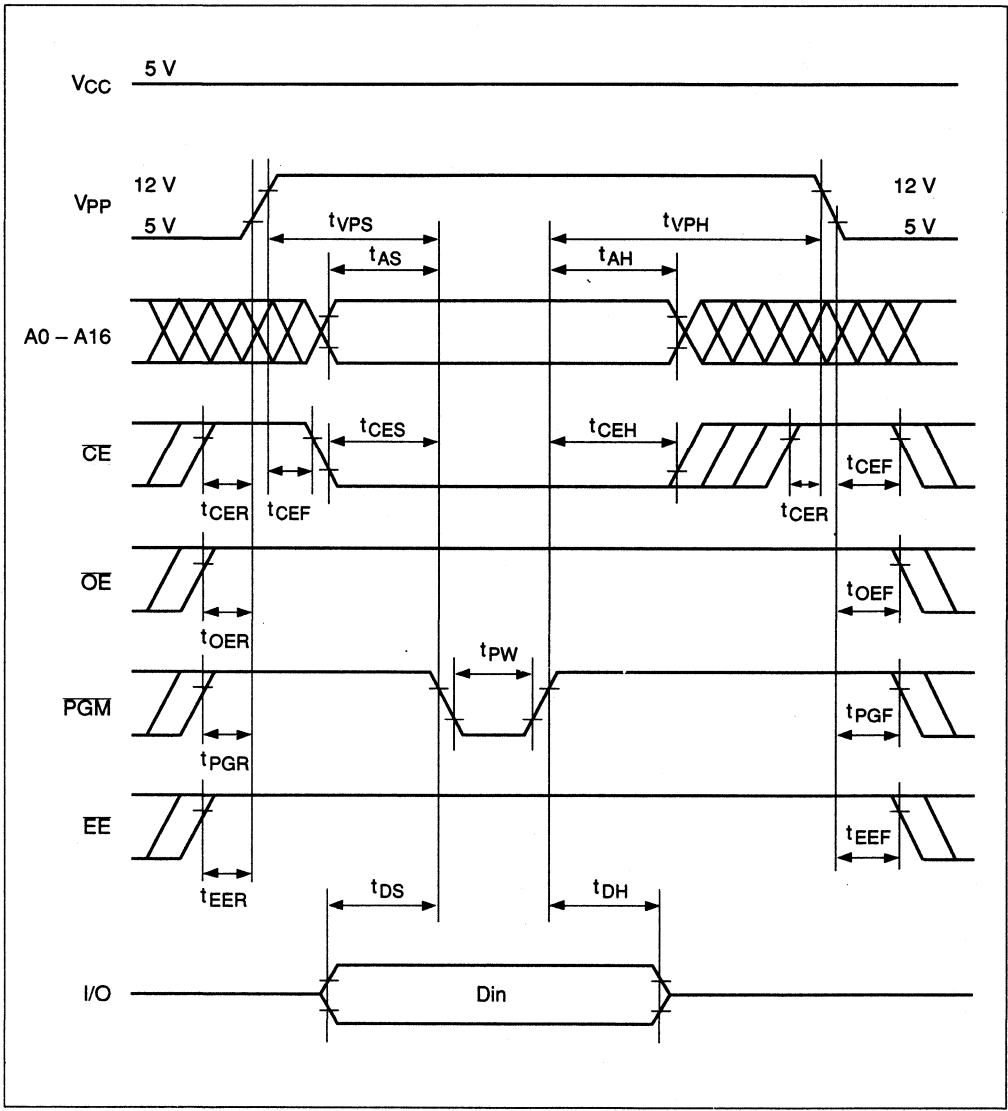 VCC 5 V
VPP 12 V 12 V
5 V 5 V
tVPS tVPH
tAS tAH
A0 – A16
CE tCES tCEH tCEF
tCER tCEF tCER
OE tOEF
tOER
tPW
PGM tPGF
tPGR
EE tEEF
tEER
tDS tDH
I/O Din